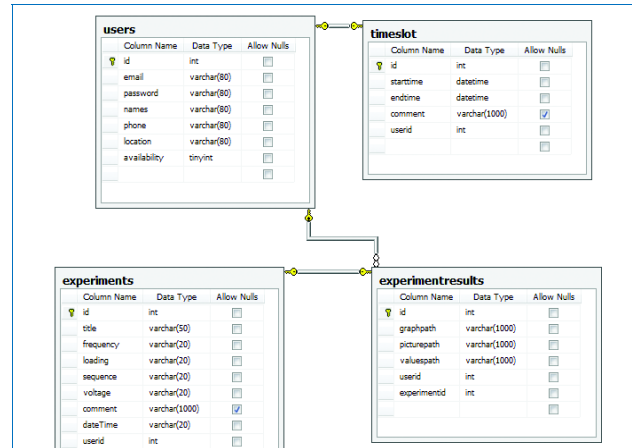 users
Column Name Data Type Allow Nulls
id int
email varchar(80)
password varchar(80)
names varchar(80)
phone varchar(80)
location varchar(80)
availability tinyint
timeslot
Column Name Data Type Allow Nulls
id int
starttime datetime
endtime datetime
comment varchar(1000)
userid int
experiments
Column Name Data Type Allow Nulls
id int
title varchar(50)
frequency varchar(20)
loading varchar(20)
sequence varchar(20)
voltage varchar(20)
comment varchar(1000)
dateTime varchar(20)
userid int
experimentresults
Column Name Data Type Allow Nulls
id int
graphpath varchar(1000)
picturepath varchar(1000)
valuespath varchar(1000)
userid int
experimentid int